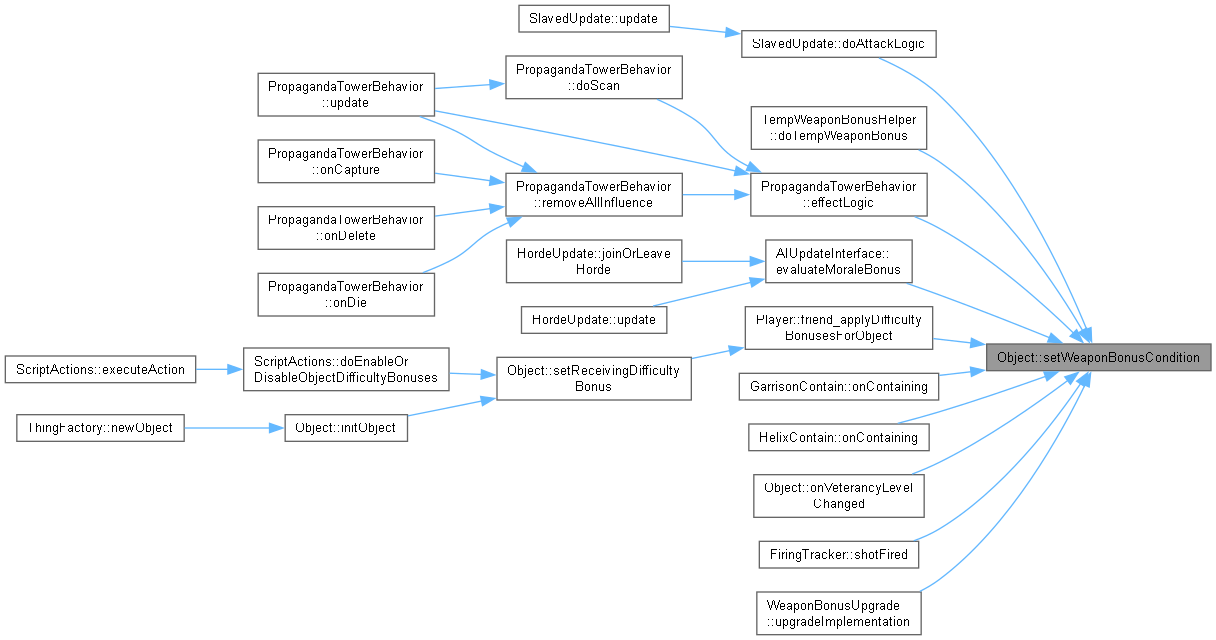 SlavedUpdate::update
SlavedUpdate::doAttackLogic
PropagandaTowerBehavior
::doScan
PropagandaTowerBehavior
::update
TempWeaponBonusHelper
::doTempWeaponBonus
PropagandaTowerBehavior
::onCapture
PropagandaTowerBehavior
::removeAllInfluence
PropagandaTowerBehavior
::effectLogic
PropagandaTowerBehavior
::onDelete
HordeUpdate::joinOrLeave
Horde
AIUpdateInterface::
evaluateMoraleBonus
PropagandaTowerBehavior
::onDie
HordeUpdate::update
Player::friend_applyDifficulty
BonusesForObject
Object::setWeaponBonusCondition
ScriptActions::executeAction
ScriptActions::doEnableOr
DisableObjectDifficultyBonuses
Object::setReceivingDifficulty
Bonus
GarrisonContain::onContaining
ThingFactory::newObject
Object::initObject
HelixContain::onContaining
Object::onVeterancyLevel
Changed
FiringTracker::shotFired
WeaponBonusUpgrade
::upgradeImplementation